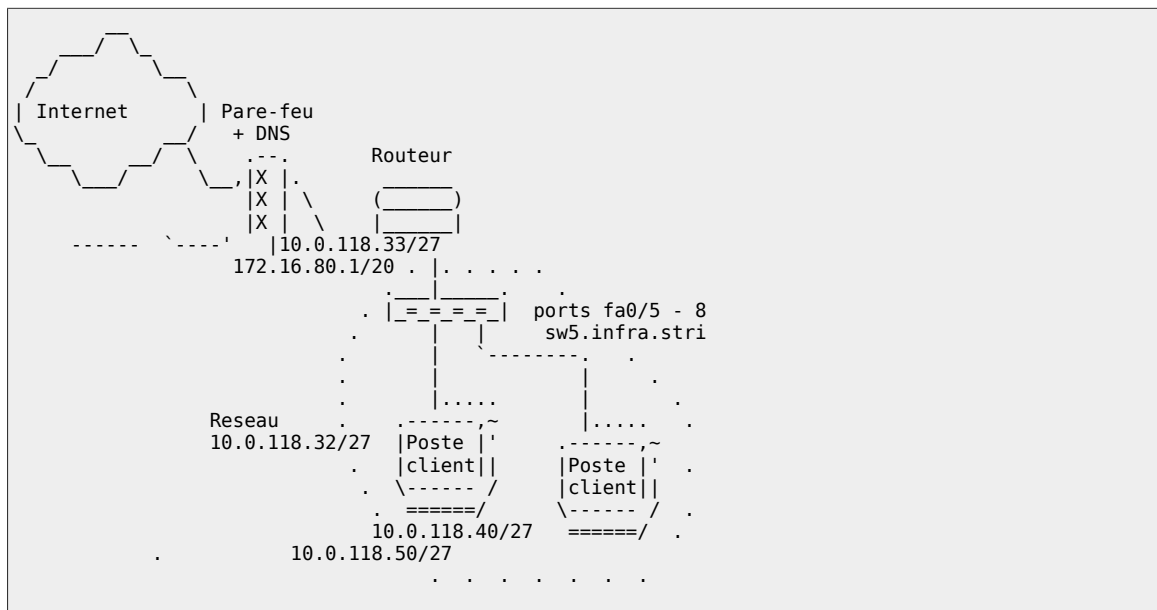 Internet Pare-feu
+ DNS
Routeur
X
X
X
10.0.118.33/27
172.16.80.1/20
ports fa0/5 - 8
sw5.infra.stri
Reseau
10.0.118.32/27 Poste
client Poste
client
10.0.118.40/27
10.0.118.50/27